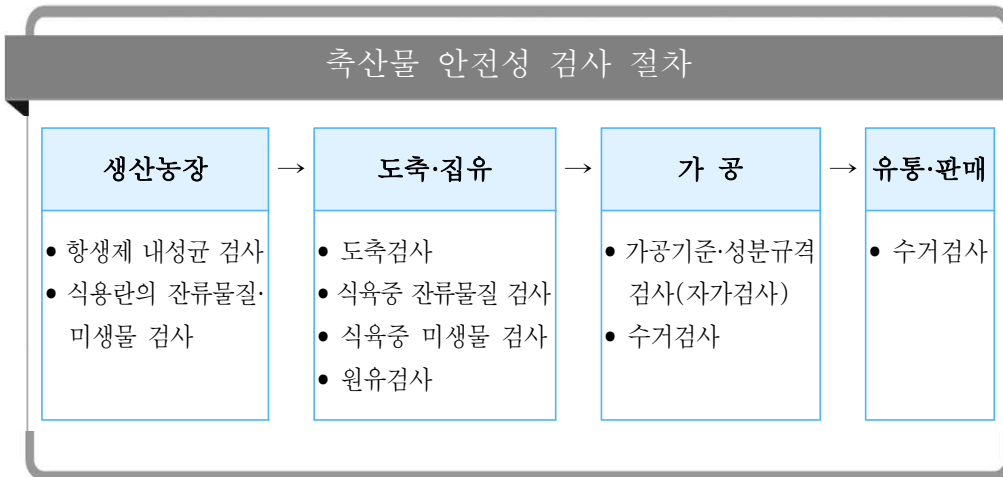 축산물 안전성 검사 절차
생산농장
→
도축·집유
→
가 공
→
유통·판매
• 항생제 내성균 검사
• 식용란의 잔류물질·
미생물 검사
• 도축검사
• 식육중 잔류물질 검사
• 식육중 미생물 검사
• 원유검사
• 가공기준·성분규격
검사(자가검사)
• 수거검사
• 수거검사